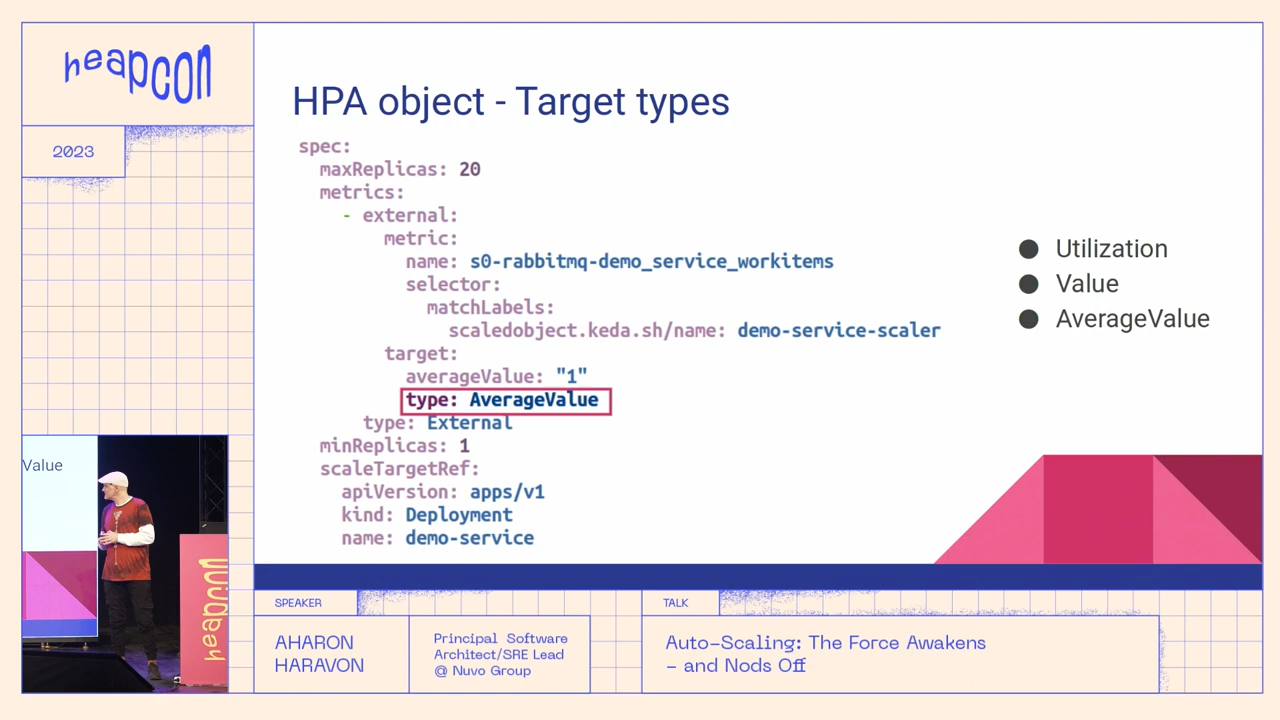 heapcon
2023
HPA object - Target types
spec:
maxReplicas: 20
metrics:
- external:
metric:
name: s0-rabbitmq-demo_service_workitems
selector:
matchLabels:
scaledobject.keda.sh/name: demo-service-scaler
target:
averageValue: "1"
type: AverageValue
type: External
minReplicas: 1
scaleTargetRef:
apiVersion: apps/v1
kind: Deployment
name: demo-service
● Utilization
● Value
● AverageValue
Value
heapcon
SPEAKER
AHARON
HARAVON
Principal Software
Architect/SRE Lead
@ Nuvo Group
TALK
Auto-Scaling: The Force Awakens
- and Nods Off